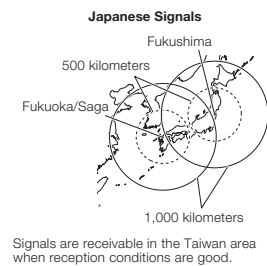 Japanese Signals
Fukushima
500 kilometers
Fukuoka/Saga
1,000 kilometers
Signals are receivable in the Taiwan area
when reception conditions are good.